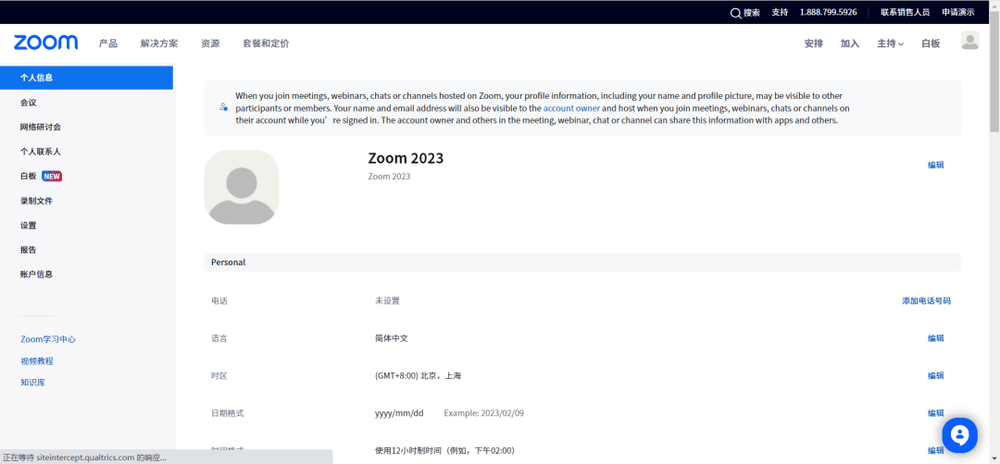 搜索 支持 1.888.799.5926 联系销售人员 申请演示
zoom 产品 解决方案 资源 套餐和定价 安排 加入 主持 白板
个人信息
会议
网络研讨会
个人联系人
白板 NEW
录制文件
设置
报告
账户信息
Zoom学习中心
视频教程
知识库
When you join meetings, webinars, chats or channels hosted on Zoom, your profile information, including your name and profile picture, may be visible to other
participants or members. Your name and email address will also be visible to the account owner and host when you join meetings, webinars, chats or channels on
their account while you’re signed in. The account owner and others in the meeting, webinar, chat or channel can share this information with apps and others.
Zoom 2023 编辑
Zoom 2023
Personal
电话 未设置 添加电话号码
语言 简体中文 编辑
时区 (GMT+8:00) 北京，上海 编辑
日期格式 yyyy/mm/dd Example: 2023/02/09 编辑
时间格式 使用12小时制时间（例如，下午02:00） 编辑
正在等待 siteintercept.qualtrics.com 的响应...